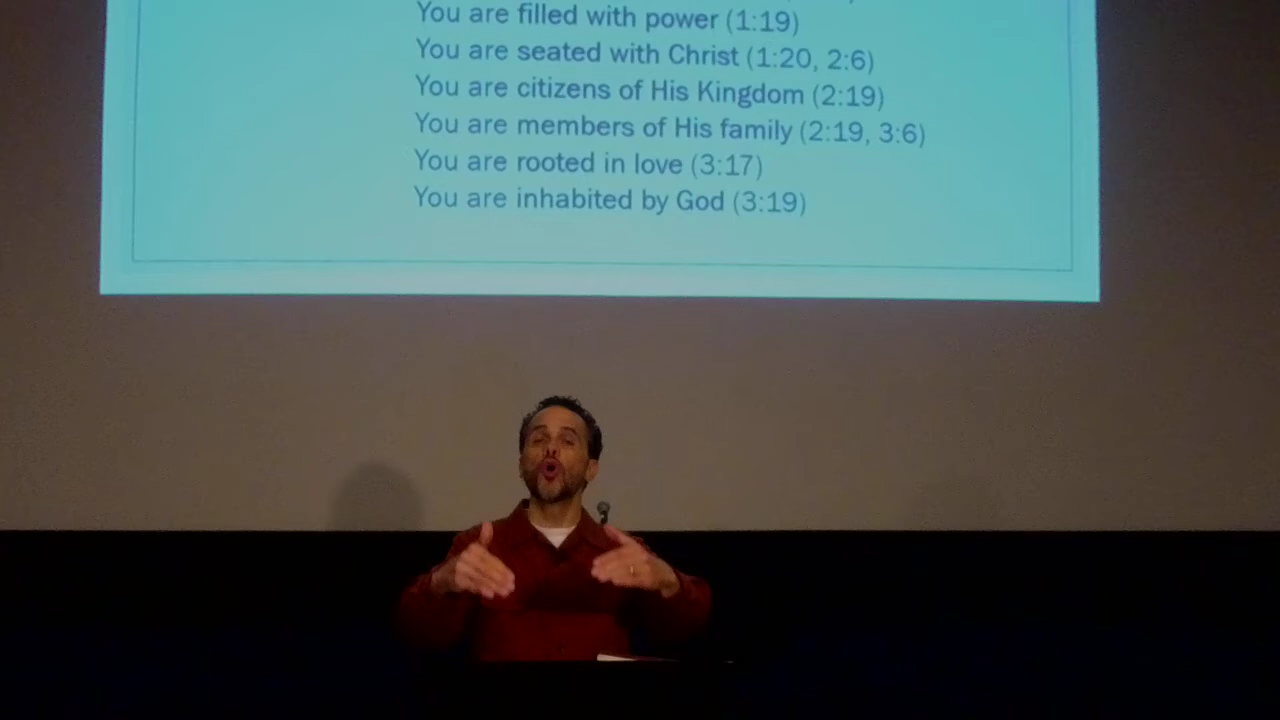 You are filled with power (1:19)
You are seated with Christ (1:20, 2:6)
You are citizens of His Kingdom (2:19)
You are members of His family (2:19, 3:6)
You are rooted in love (3:17)
You are inhabited by God (3:19)